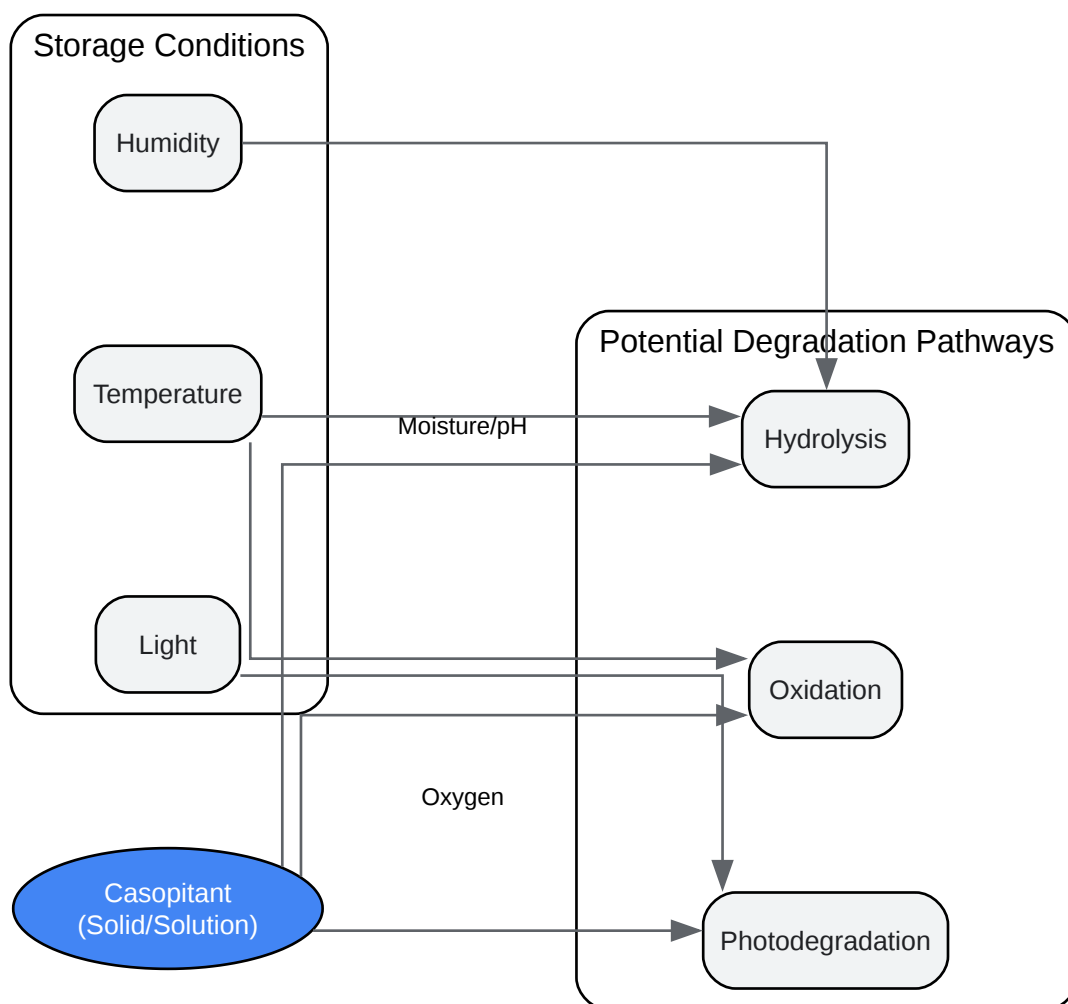 Storage Conditions
Humidity
Potential Degradation Pathways
Temperature
Moisture/pH
Hydrolysis
Light
Oxidation
Oxygen
Casopitant
(Solid/Solution)
Photodegradation